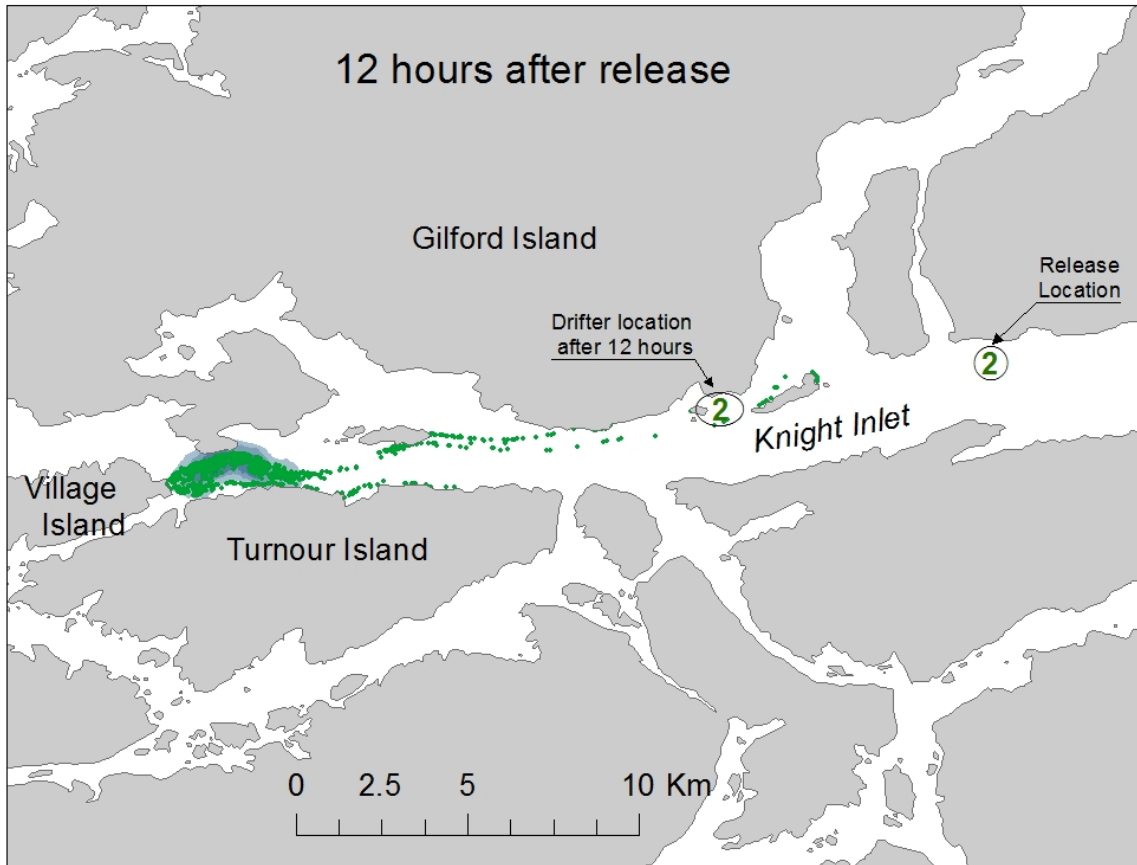 12 hours after release
Gilford Island
Release
Location
Drifter location
after 12 hours
2
2
Knight Inlet
Village
Island
Turnour Island
0 2.5 5 10 Km